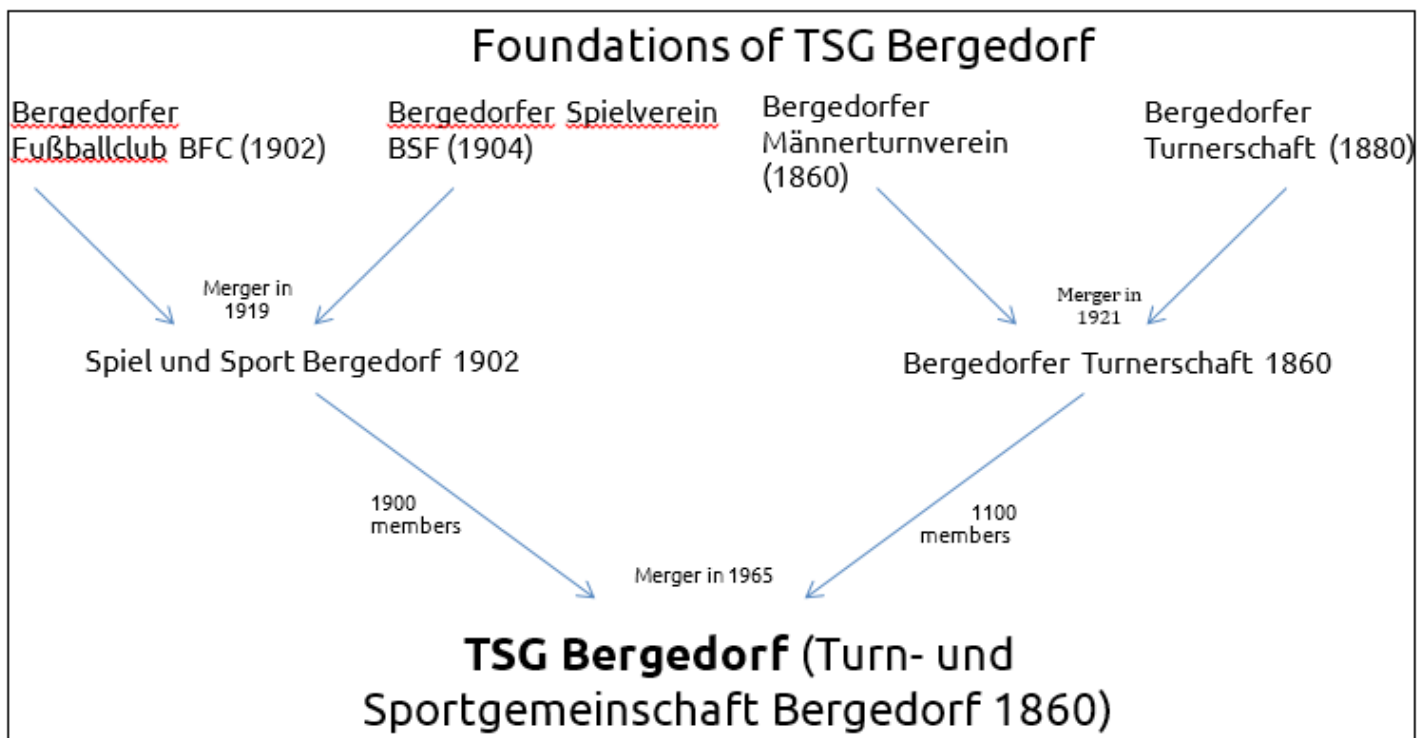 Foundations of TSG Bergedorf
Bergedorfer
Fußballclub BFC (1902)
Bergedorfer Spielverein
BSF (1904)
Bergedorfer
Männerturnverein
(1860)
Bergedorfer
Turnerschaft (1880)
Merger in
1919
Merger in
1921
Spiel und Sport Bergedorf 1902
Bergedorfer Turnerschaft 1860
1900
members
1100
members
Merger in 1965
TSG Bergedorf (Turn- und
Sportgemeinschaft Bergedorf 1860)